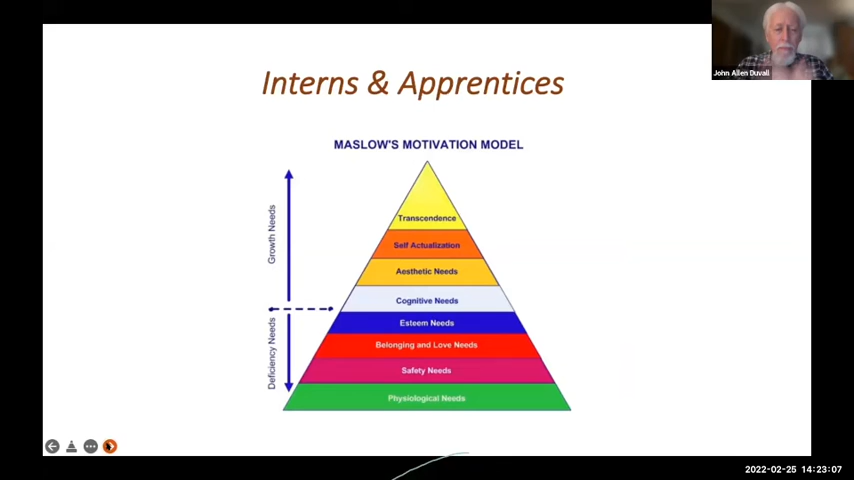 Interns & Apprentices
John Allen Duvall
MASLOW'S MOTIVATION MODEL
Growth Needs
Deficiency Needs
Transcendence
Self Actualization
Aesthetic Needs
Cognitive Needs
Esteem Needs
Belonging and Love Needs
Safety Needs
Physiological Needs
2022-02-25 14:23:07